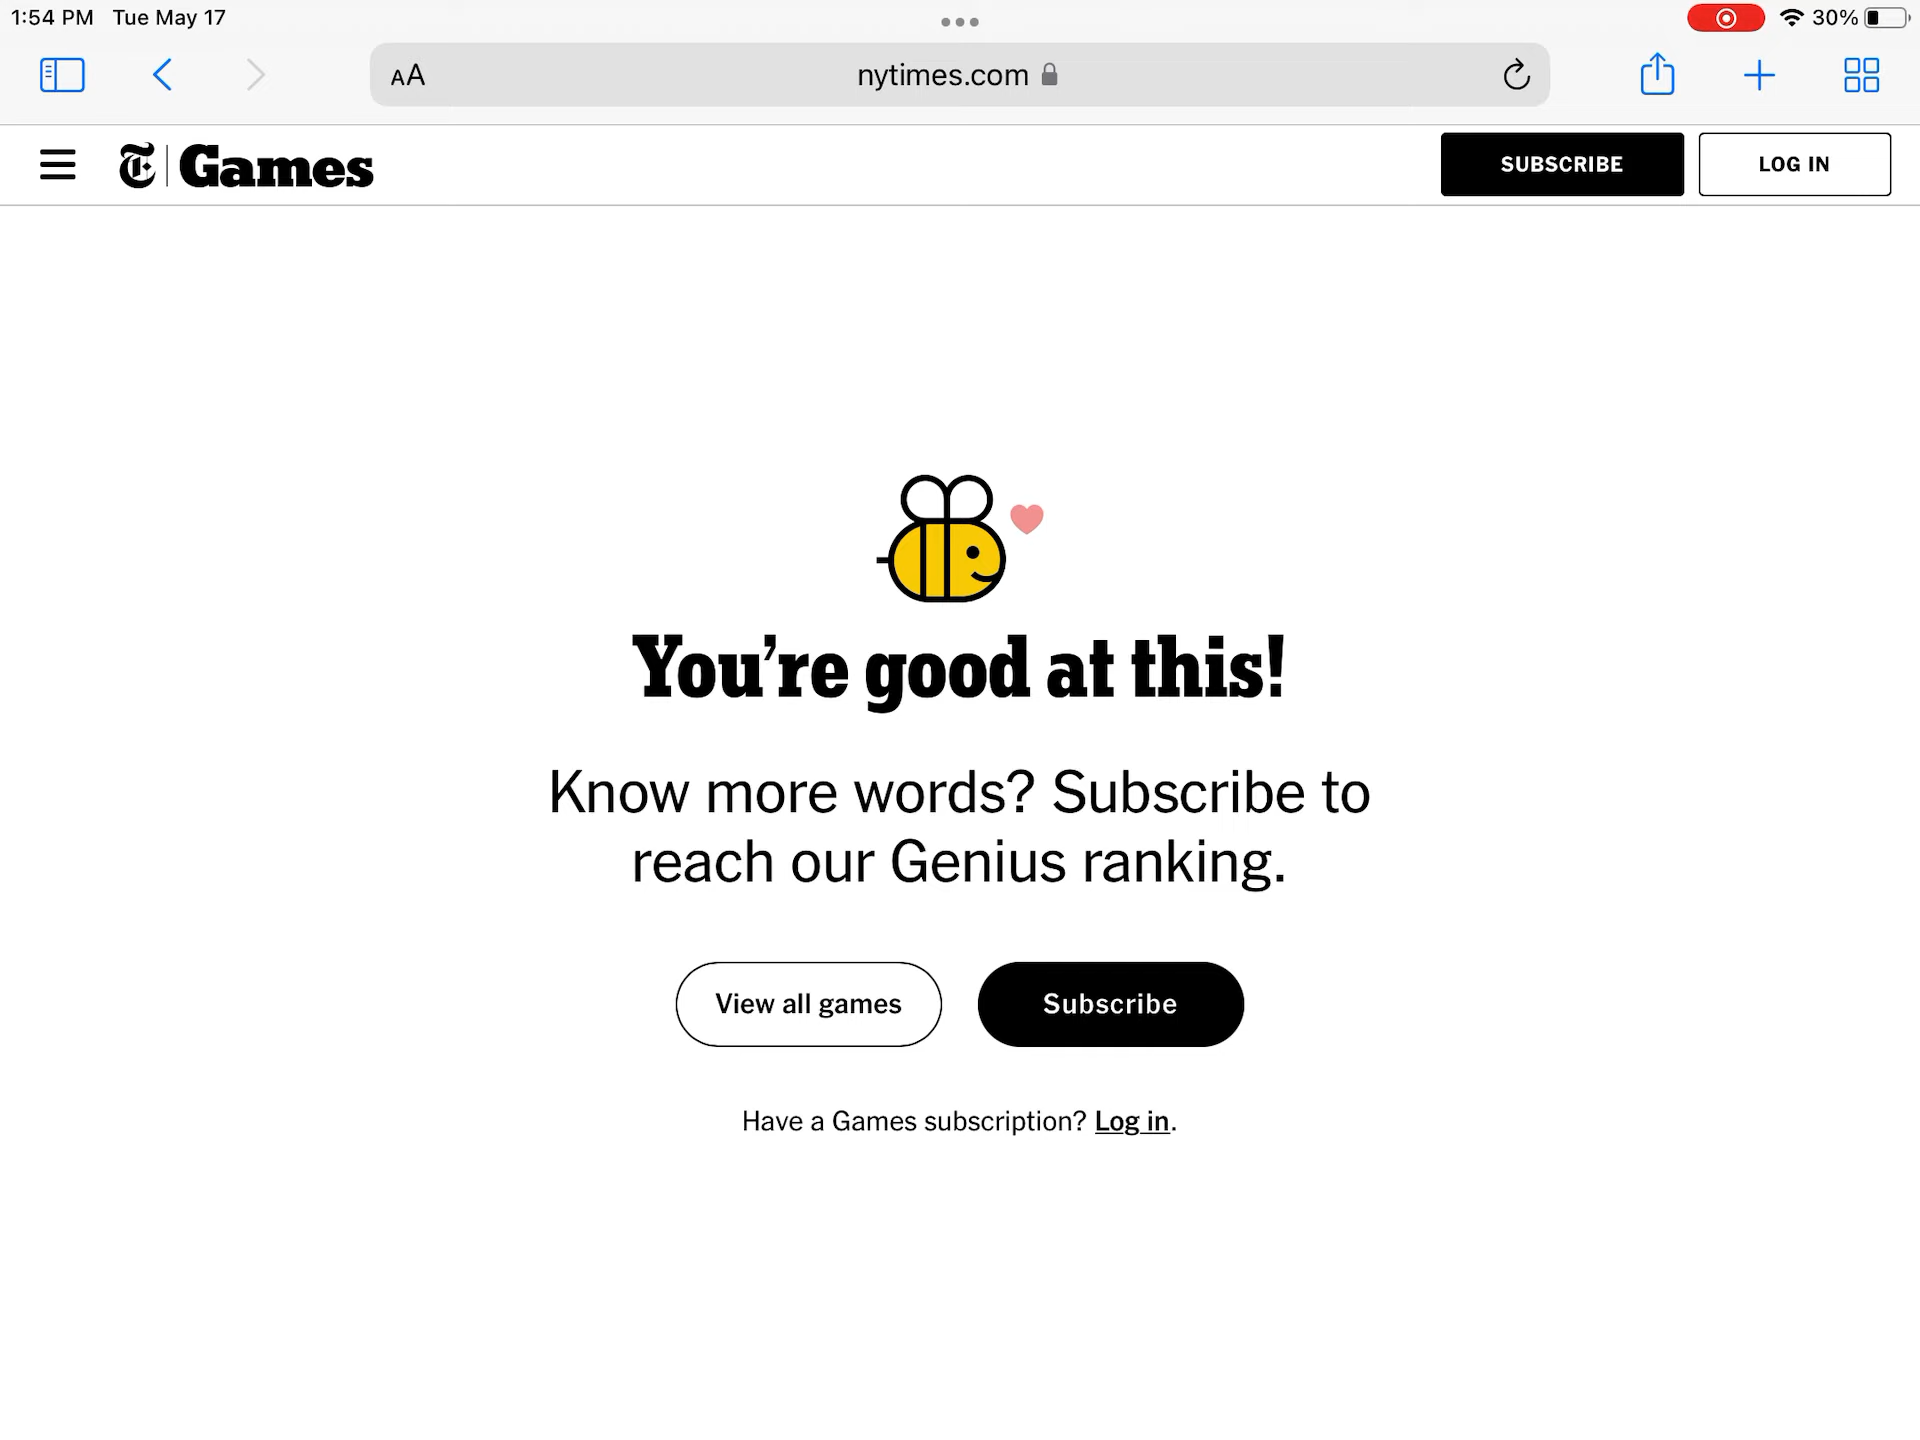 1:54 PM Tue May 17
30%
AA
nytimes.com
T Games
SUBSCRIBE
LOG IN
You’re good at this!
Know more words? Subscribe to
reach our Genius ranking.
View all games
Subscribe
Have a Games subscription? Log in.